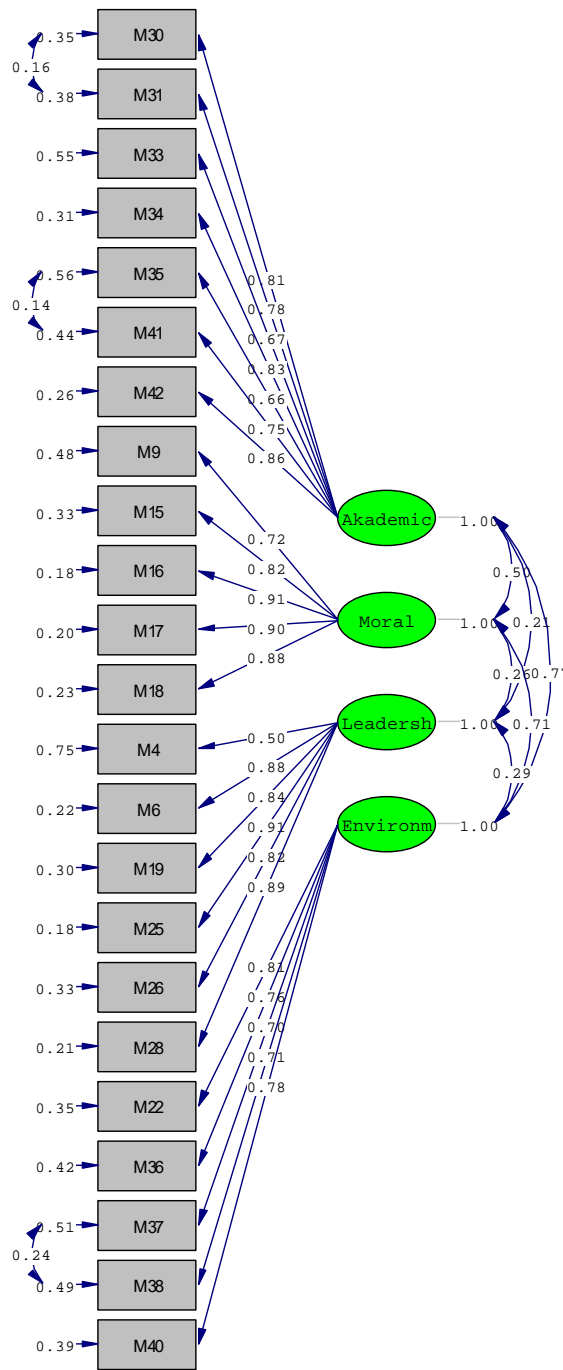 0.35 M30
0.16
0.38 M31
0.55 M33
0.31 M34
0.56 M35
0.14
0.44 M41
0.26 M42
0.48 M9
0.33 M15
0.18 M16
0.20 M17
0.23 M18
0.75 M4
0.22 M6
0.30 M19
0.18 M25
0.33 M26
0.21 M28
0.35 M22
0.42 M36
0.51 M37
0.24
0.49 M38
0.39 M40
0.81
0.78
0.67
0.83
0.66
0.75
0.86
0.72
0.82
0.91
0.90
0.88
0.50
0.88
0.84
0.91
0.82
0.89
0.81
0.76
0.70
0.71
0.78
Akademic 1.00
Moral 1.00
Leadersh 1.00
Environm 1.00
0.50
0.21
0.26
0.77
0.71
0.29